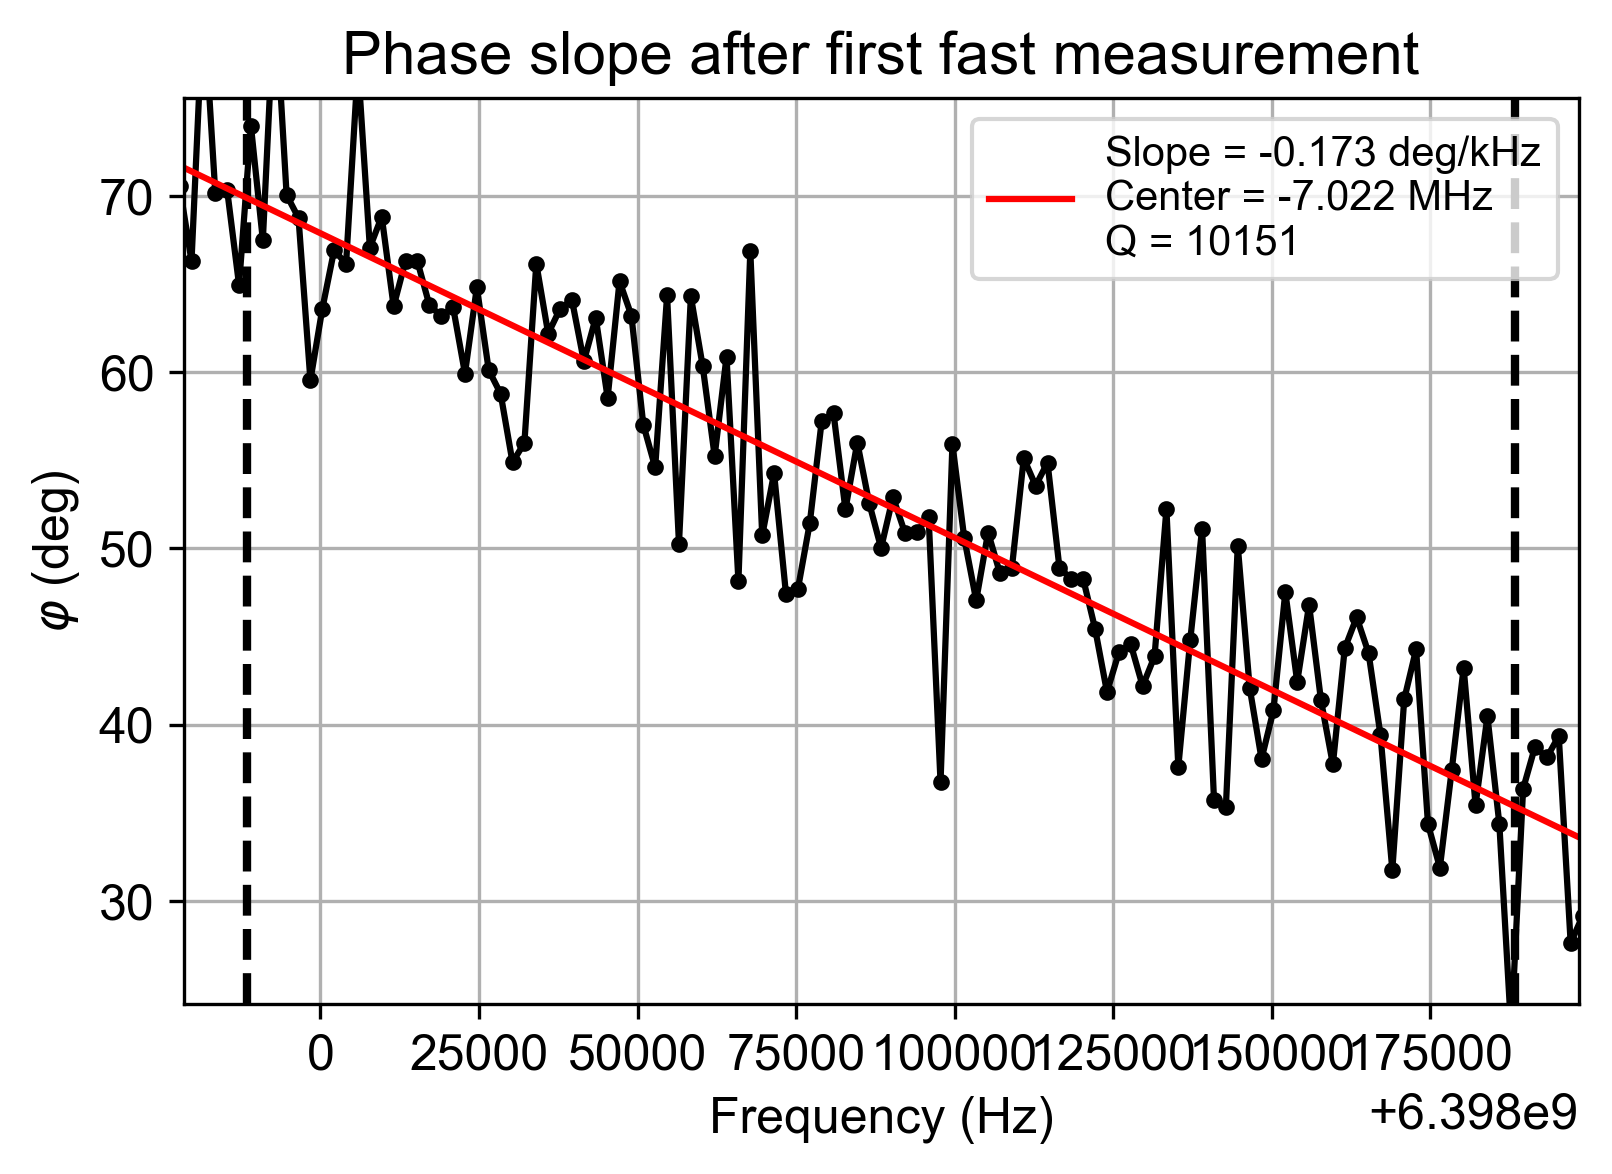 Phase slope after first fast measurement
Slope = -0.173 deg/kHz
Center = -7.022 MHz
Q = 10151
70
60
50
40
30
φ (deg)
0 25000 50000 75000 100000 125000 150000 175000
Frequency (Hz)
+6.398e9